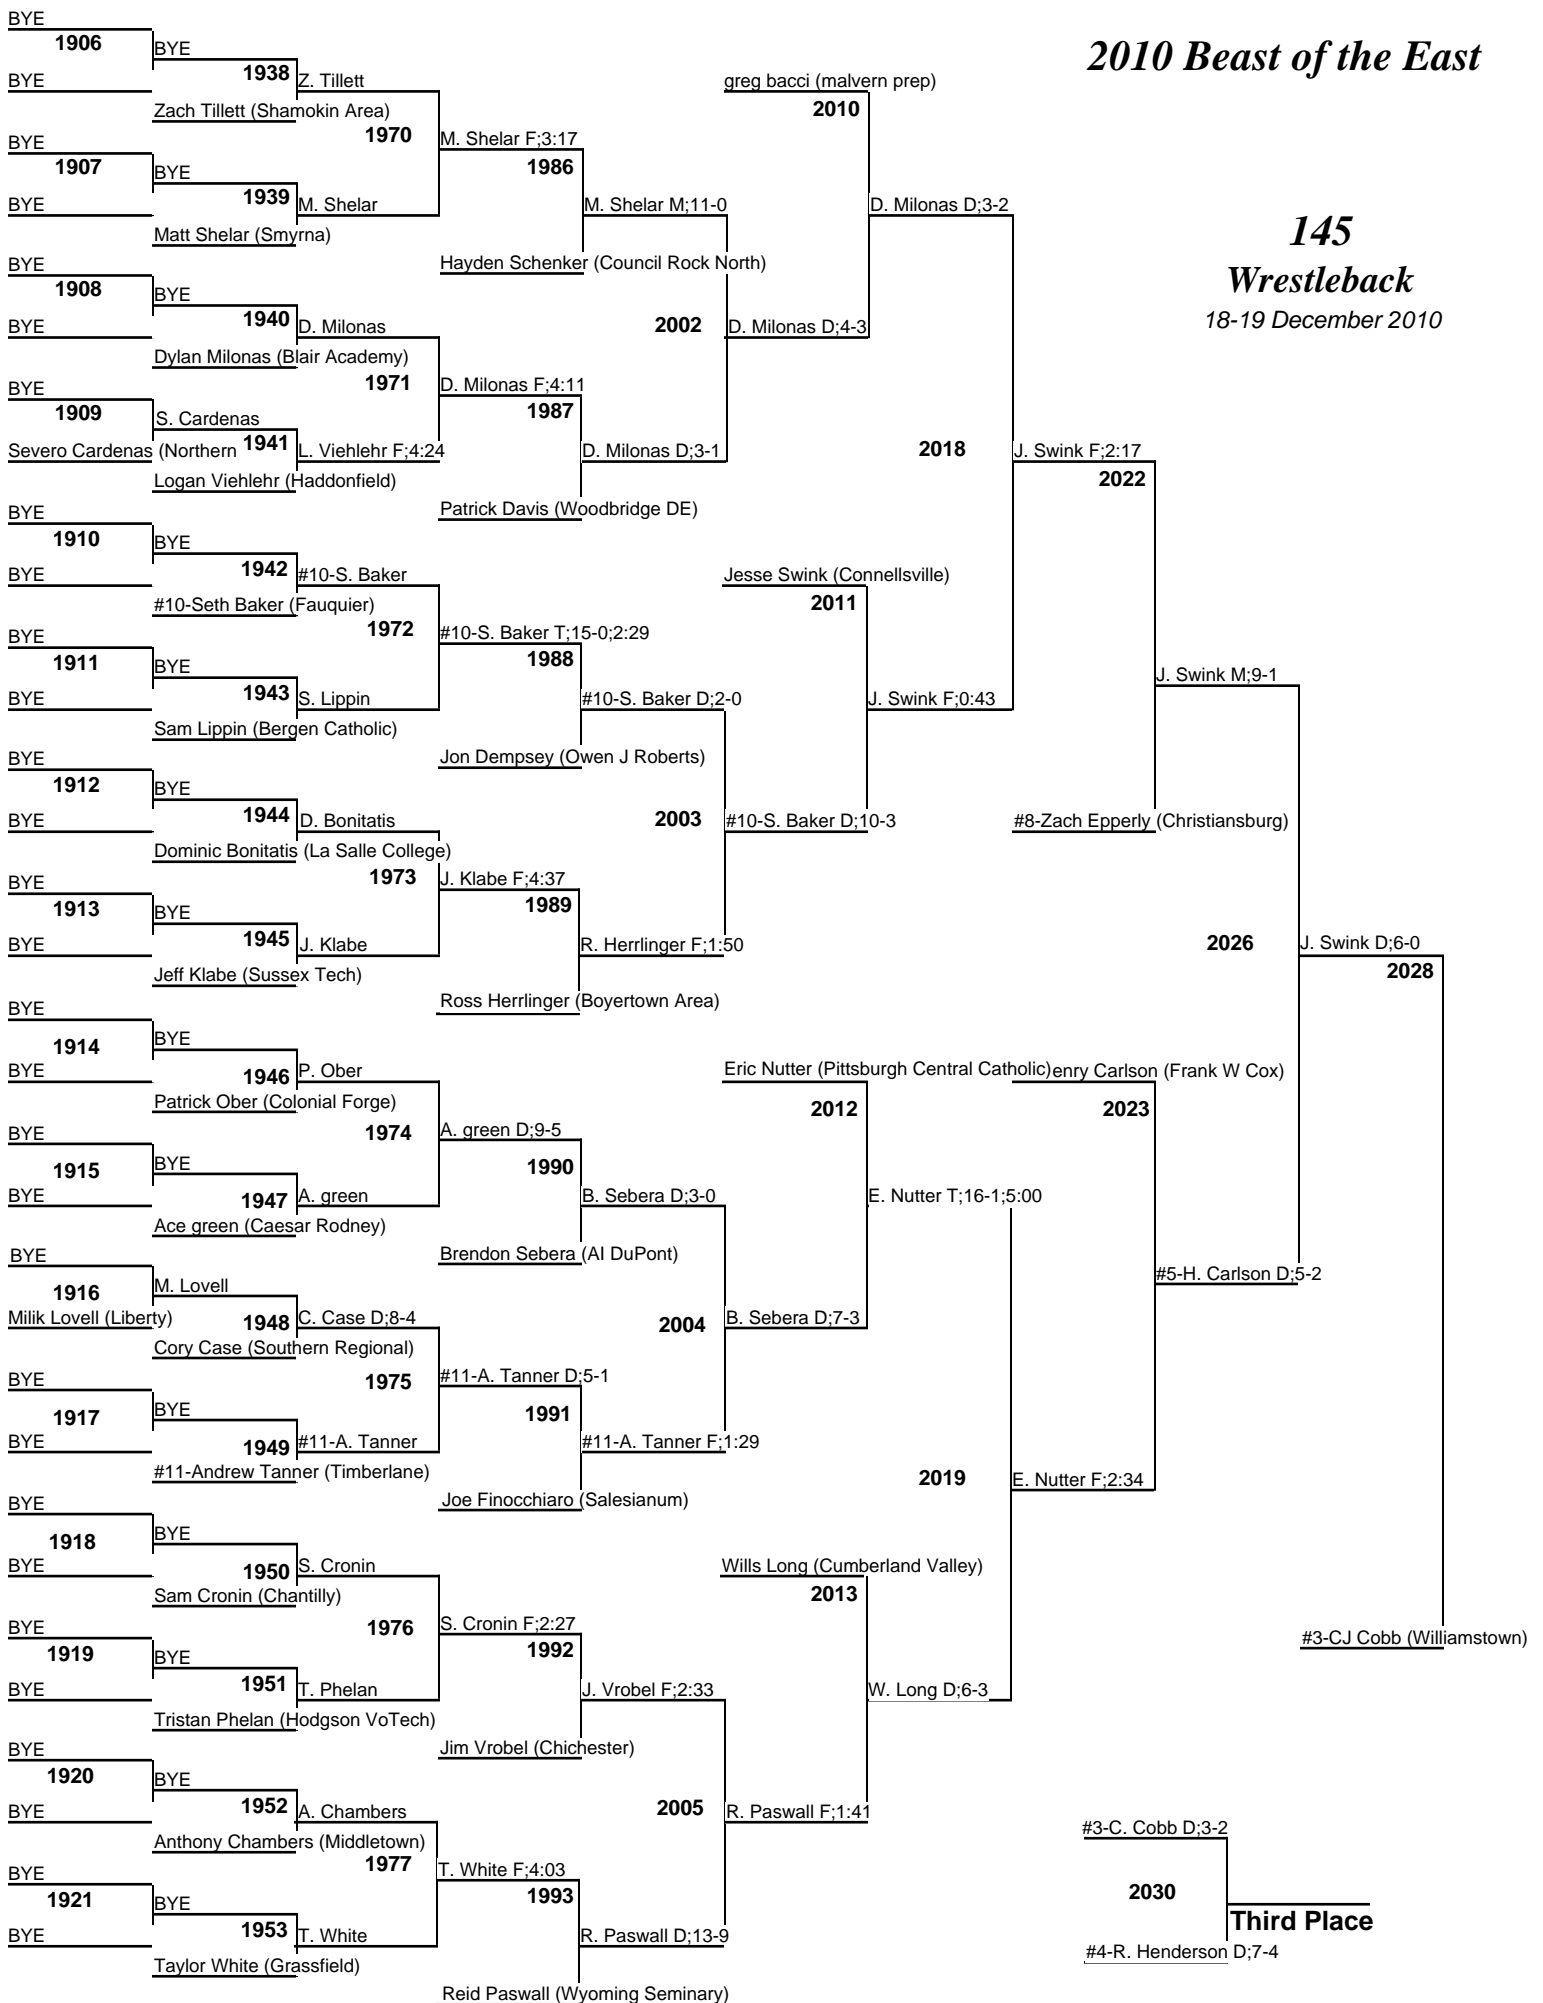 BYE
2010 Beast of the East
1906
BYE
1938
Z. Tillett
BYE
greg bacci (malvern prep)
Zach Tillett (Shamokin Area)
2010
1970
BYE
M. Shelar F;3:17
1907
BYE
1986
1939
M. Shelar
BYE
M. Shelar M;11-0
D. Milonas D;3-2
Matt Shelar (Smyrna)
145
BYE
Hayden Schenker (Council Rock North)
Wrestleback
1908
BYE
1940
D. Milonas
BYE
2002
D. Milonas D;4-3
18-19 December 2010
Dylan Milonas (Blair Academy)
1971
BYE
D. Milonas F;4:11
1909
S. Cardenas
1987
Severo Cardenas (Northern
1941
L. Viehlehr F;4:24
D. Milonas D;3-1
2018
J. Swink F;2:17
Logan Viehlehr (Haddonfield)
2022
BYE
Patrick Davis (Woodbridge DE)
1910
BYE
1942
#10-S. Baker
BYE
Jesse Swink (Connellsville)
#10-Seth Baker (Fauquier)
2011
1972
BYE
#10-S. Baker T;15-0;2:29
1911
BYE
1988
J. Swink M;9-1
1943
S. Lippin
BYE
#10-S. Baker D;2-0
J. Swink F;0:43
Sam Lippin (Bergen Catholic)
BYE
Jon Dempsey (Owen J Roberts)
1912
BYE
1944
D. Bonitatis
BYE
2003
#10-S. Baker D;10-3
#8-Zach Epperly (Christiansburg)
Dominic Bonitatis (La Salle College)
1973
BYE
J. Klabe F;4:37
1913
BYE
1989
1945
J. Klabe
BYE
R. Herrlinger F;1:50
2026
J. Swink D;6-0
Jeff Klabe (Sussex Tech)
2028
BYE
Ross Herrlinger (Boyertown Area)
1914
BYE
1946
P. Ober
BYE
Eric Nutter (Pittsburgh Central Catholic)
enry Carlson (Frank W Cox)
Patrick Ober (Colonial Forge)
2012
2023
1974
BYE
A. green D;9-5
1915
BYE
1990
1947
A. green
BYE
B. Sebera D;3-0
E. Nutter T;16-1;5:00
Ace green (Caesar Rodney)
BYE
Brendon Sebera (AI DuPont)
#5-H. Carlson D;5-2
1916
M. Lovell
Milik Lovell (Liberty)
1948
C. Case D;8-4
2004
B. Sebera D;7-3
Cory Case (Southern Regional)
1975
BYE
#11-A. Tanner D;5-1
1917
BYE
1991
1949
#11-A. Tanner
BYE
#11-A. Tanner F;1:29
#11-Andrew Tanner (Timberlane)
2019
E. Nutter F;2:34
BYE
Joe Finocchiaro (Salesianum)
1918
BYE
1950
S. Cronin
BYE
Wills Long (Cumberland Valley)
Sam Cronin (Chantilly)
2013
1976
BYE
S. Cronin F;2:27
1919
BYE
1992
#3-CJ Cobb (Williamstown)
1951
T. Phelan
BYE
J. Vrobel F;2:33
W. Long D;6-3
Tristan Phelan (Hodgson VoTech)
BYE
Jim Vrobel (Chichester)
1920
BYE
1952
A. Chambers
BYE
2005
R. Paswall F;1:41
Anthony Chambers (Middletown)
#3-C. Cobb D;3-2
1977
BYE
T. White F;4:03
1921
BYE
1993
2030
1953
T. White
BYE
R. Paswall D;13-9
Third Place
Taylor White (Grassfield)
#4-R. Henderson D;7-4
Reid Paswall (Wyoming Seminary)